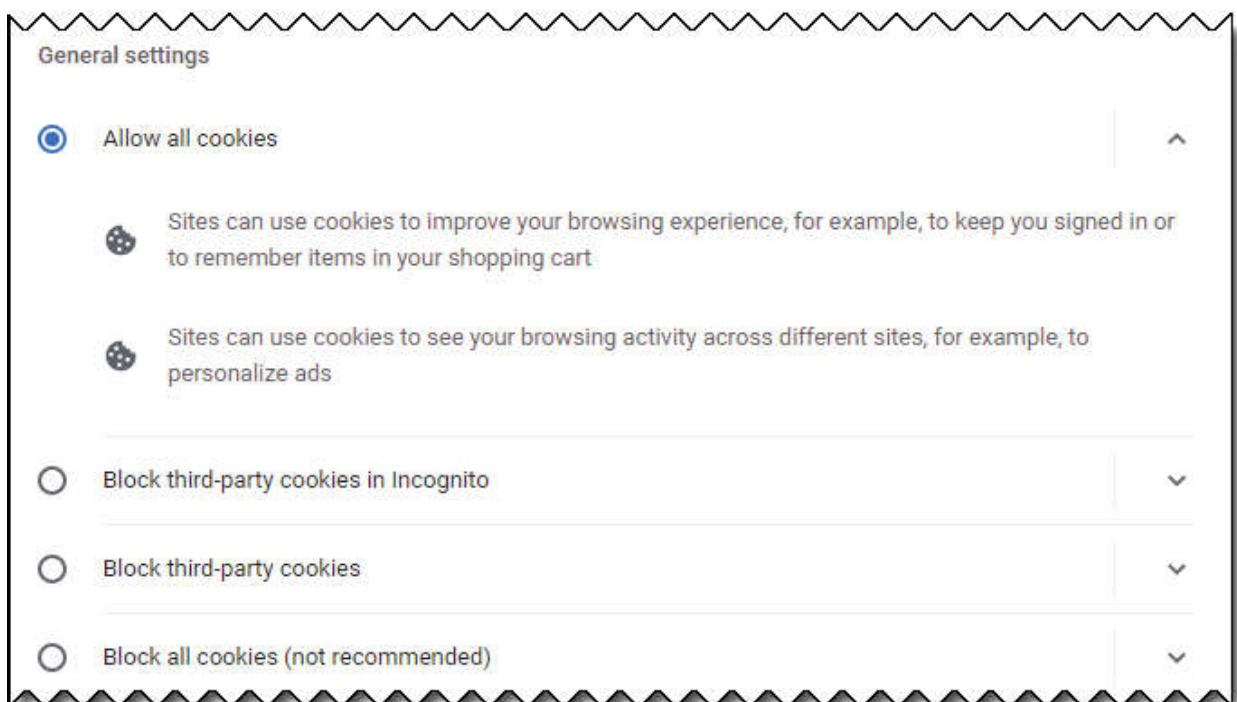 General settings
Allow all cookies
Sites can use cookies to improve your browsing experience, for example, to keep you signed in or
to remember items in your shopping cart
Sites can use cookies to see your browsing activity across different sites, for example, to
personalize ads
Block third-party cookies in Incognito
Block third-party cookies
Block all cookies (not recommended)